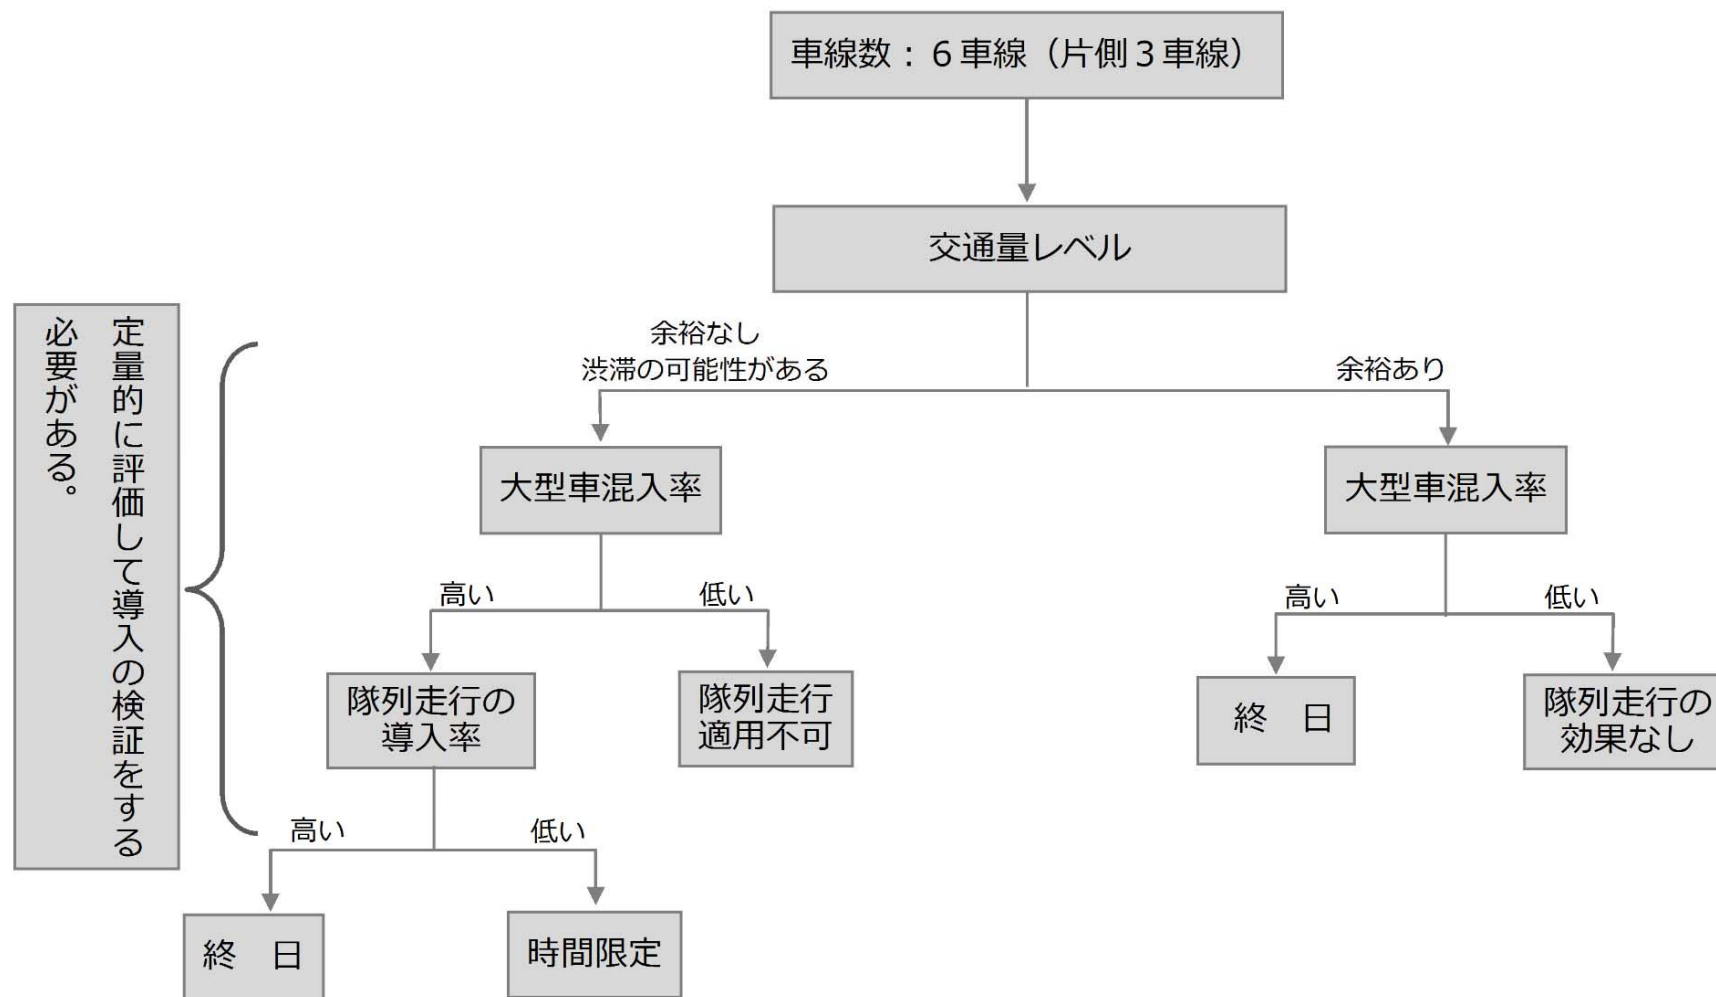 車線数：６車線（片側３車線）
交通量レベル
余裕なし
渋滞の可能性がある
余裕あり
定量的に評価して導入の検証をする
必要がある。
大型車混入率
大型車混入率
高い
低い
高い
低い
隊列走行の
導入率
隊列走行
適用不可
終　日
隊列走行の
効果なし
高い
低い
終　日
時間限定